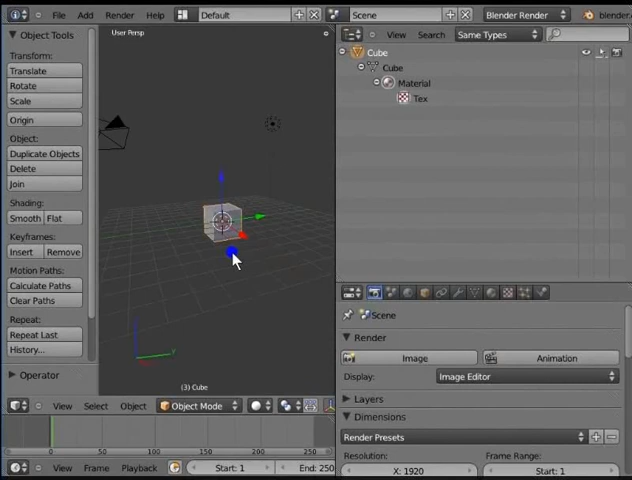 File Add Render Help Default Scene Blender Render blender.
Object Tools
Transform:
Translate
Rotate
Scale
Origin
Object:
Duplicate Objects
Delete
Join
Shading:
Smooth Flat
Keyframes:
Insert Remove
Motion Paths:
Calculate Paths
Clear Paths
Repeat:
Repeat Last
History...
Operator
User Persp
Y
(3) Cube
View Select Object Object Mode
0 50 100 150 200 250
View Frame Playback Start: 1 End: 250
View Search Same Types
Cube
Cube
Material
Tex
Scene
Render
Image Animation
Display: Image Editor
Layers
Dimensions
Render Presets
Resolution: Frame Range:
X: 1920 Start: 1